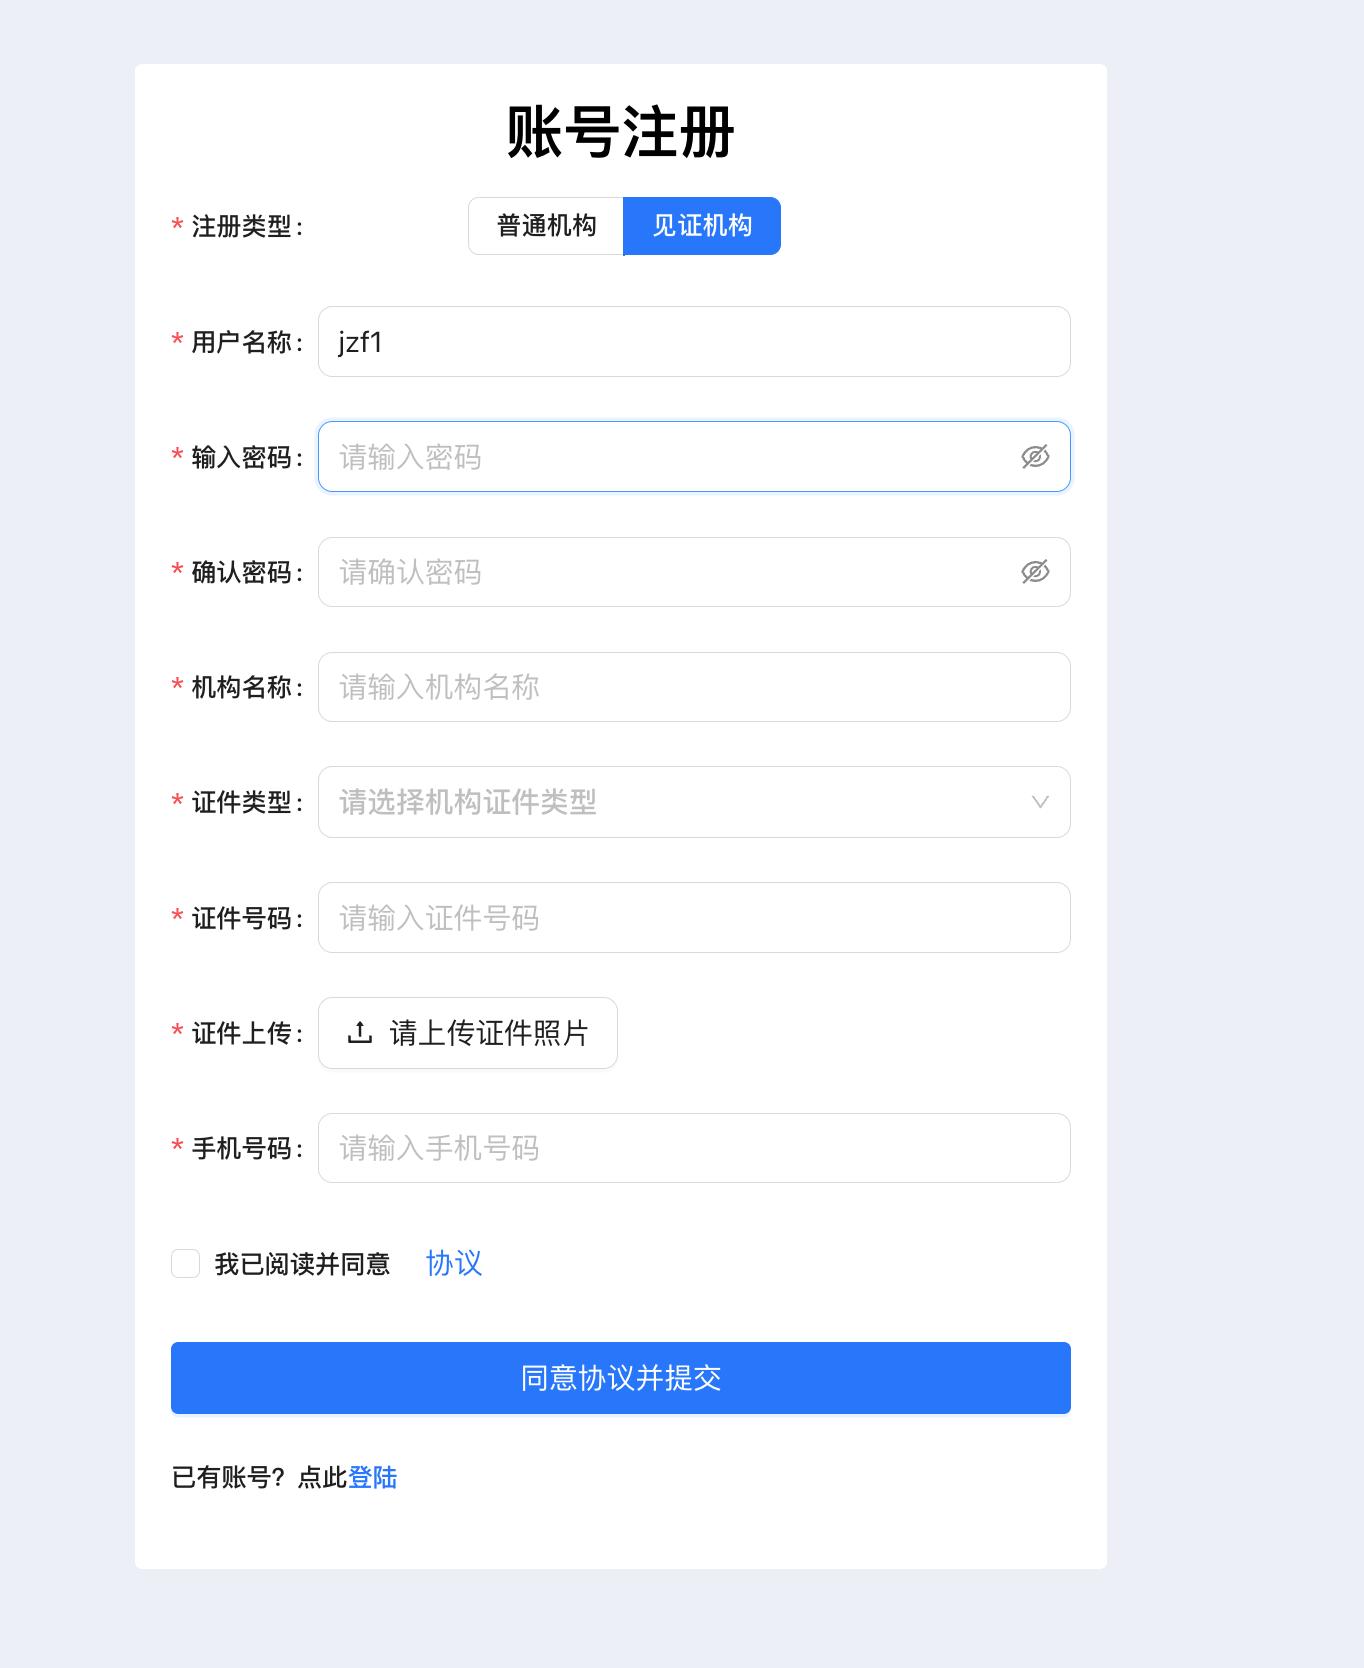 账号注册
* 注册类型: 普通机构 见证机构
* 用户名称: jzf1
* 输入密码: 请输入密码
* 确认密码: 请确认密码
* 机构名称: 请输入机构名称
* 证件类型: 请选择机构证件类型
* 证件号码: 请输入证件号码
* 证件上传: 请上传证件照片
* 手机号码: 请输入手机号码
我已阅读并同意 协议
同意协议并提交
已有账号? 点此登陆